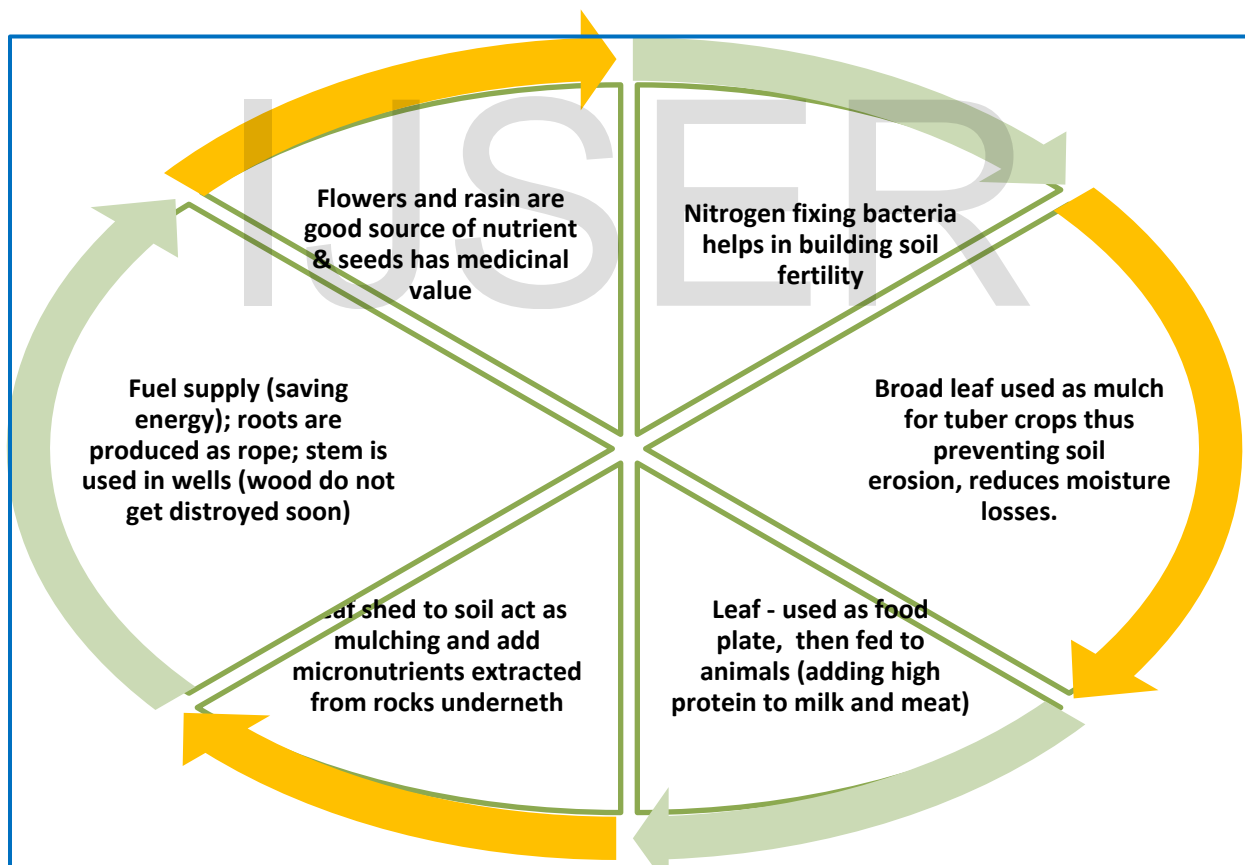 IJSER
Flowers and rasin are
good source of nutrient
& seeds has medicinal
value
Nitrogen fixing bacteria
helps in building soil
fertility
Broad leaf used as mulch
for tuber crops thus
preventing soil
erosion, reduces moisture
losses.
Leaf - used as food
plate, then fed to
animals (adding high
protein to milk and meat)
eaf shed to soil act as
mulching and add
micronutrients extracted
from rocks underneth
Fuel supply (saving
energy); roots are
produced as rope; stem is
used in wells (wood do not
get distroyed soon)